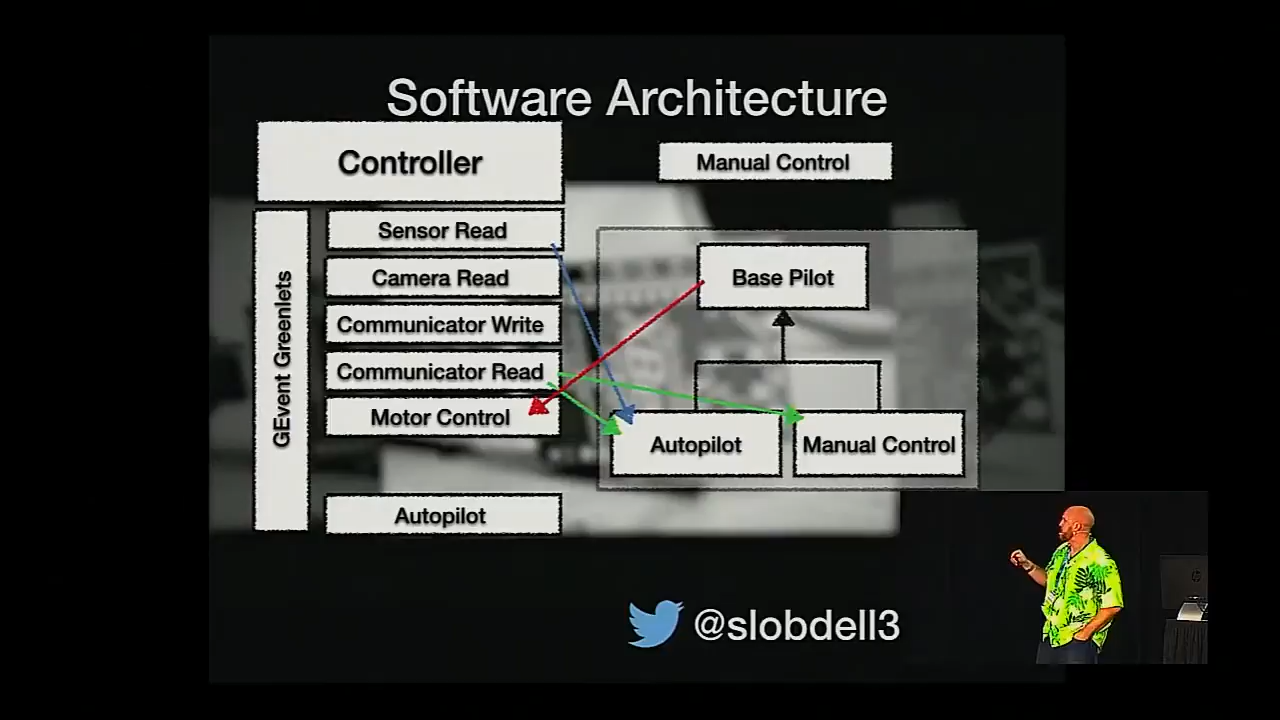 Software Architecture
Controller
Manual Control
Sensor Read
Camera Read
Communicator Write
Communicator Read
Motor Control
Autopilot
GEvent Greenlets
Base Pilot
Autopilot
Manual Control
@slobdell3